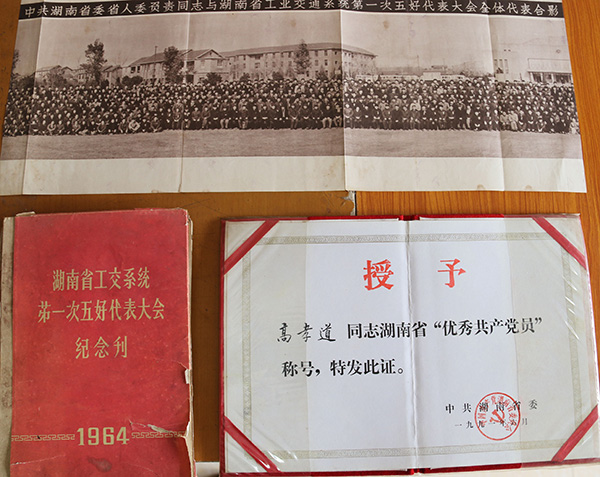 中共湖南省委省人委负责同志与湖南省工业交通系统第一次五好代表大会全体代表合影
湖南省工交系统
第一次五好代表大会
纪念刊
1964
授予
高孝道 同志湖南省“优秀共产党员”
称号，特发此证。
中共湖南省委
一九九 月